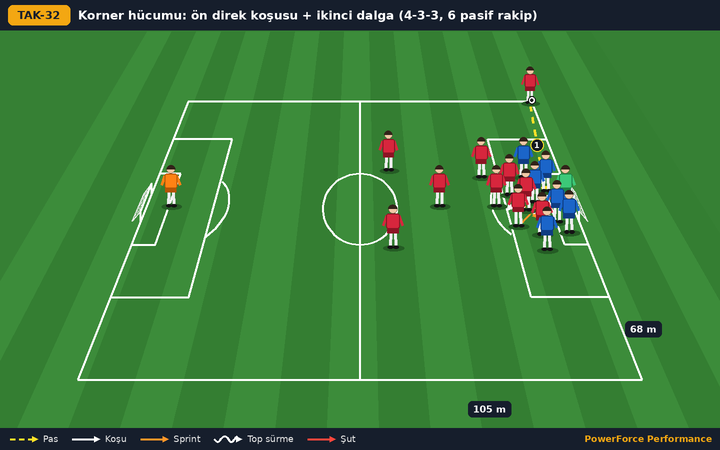 TAK-32 Korner hücumu: ön direk koşusu + ikinci dalga (4-3-3, 6 pasif rakip)
1
68 m
105 m
Pas Koşu Sprint Top sürme Şut PowerForce Performance